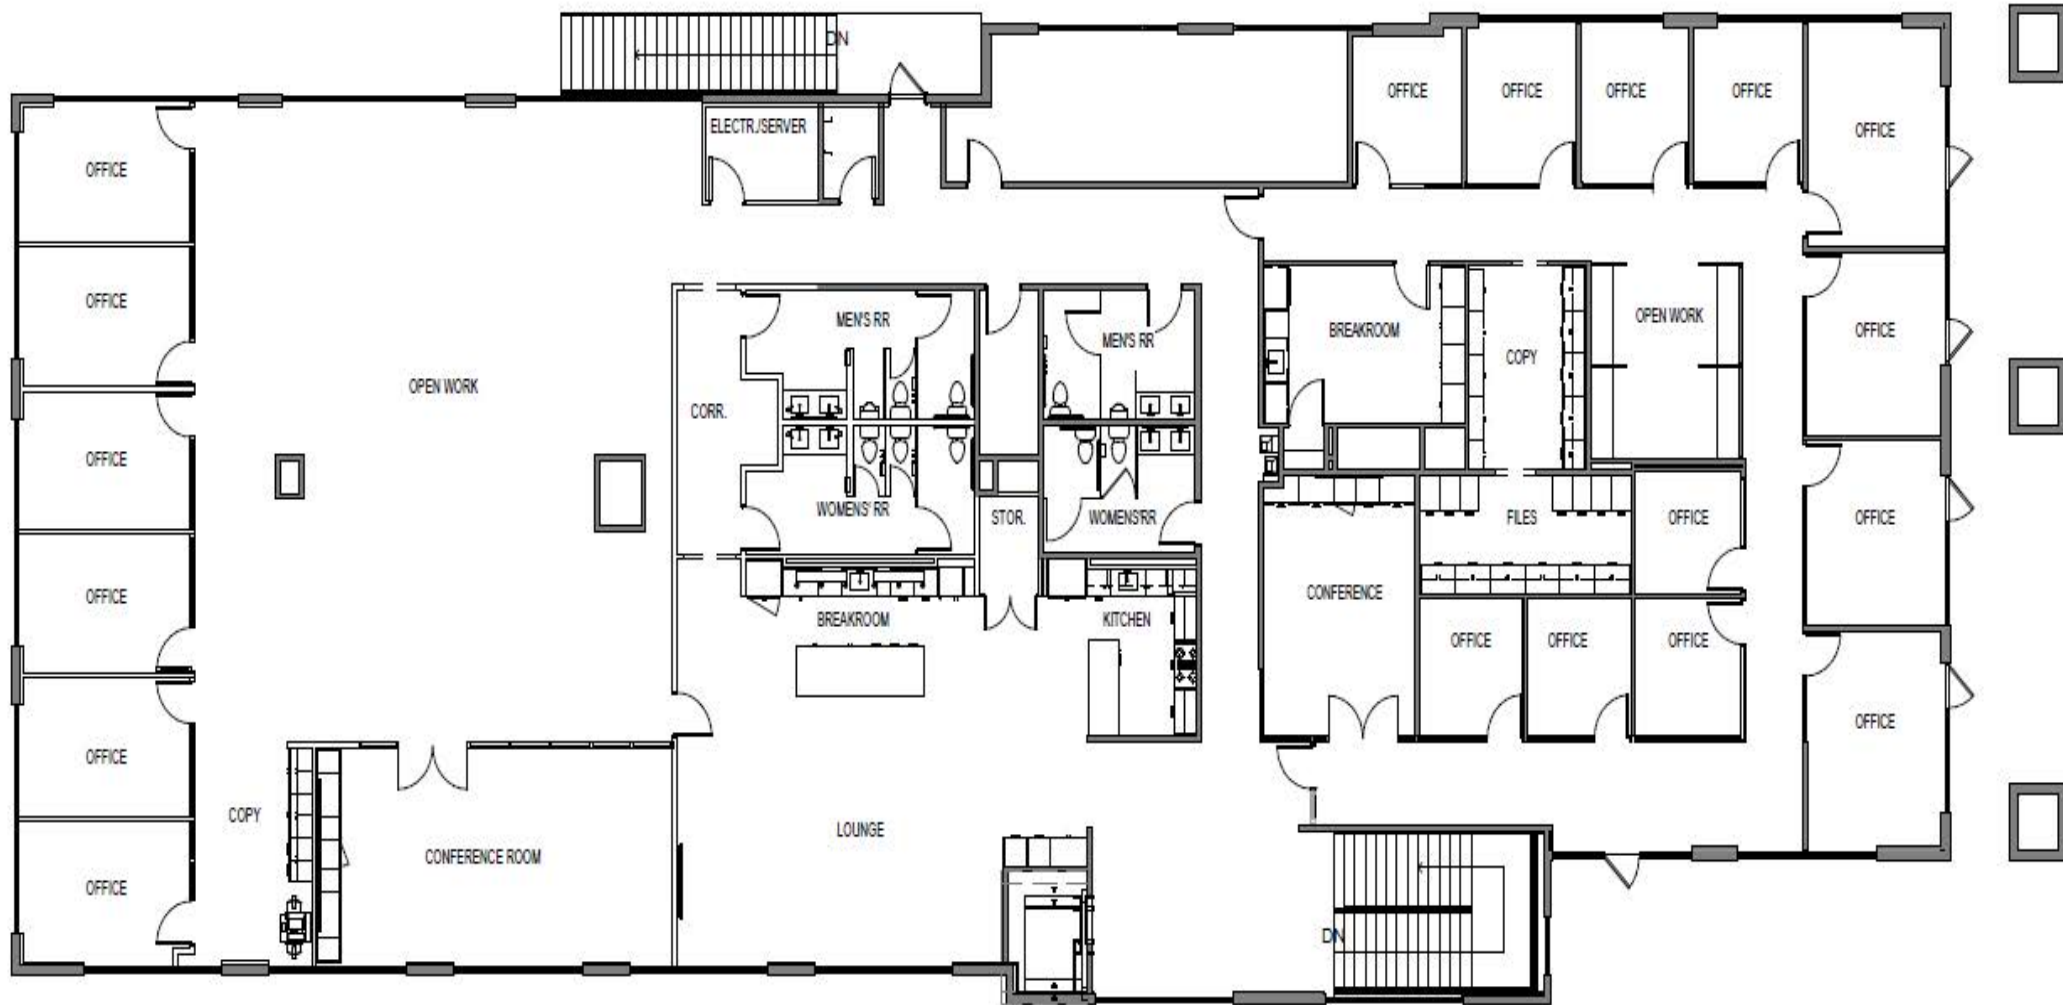 DN
ELECTR./SERVER
OFFICE
OFFICE
OFFICE
OFFICE
OFFICE
OFFICE
OFFICE
OFFICE
OFFICE
OFFICE
OFFICE
OPEN WORK
CORR.
MEN'S RR
WOMENS' RR
STOR.
MEN'S RR
WOMENS'RR
BREAKROOM
COPY
OPEN WORK
OFFICE
OFFICE
OFFICE
FILES
OFFICE
CONFERENCE
OFFICE
OFFICE
OFFICE
BREAKROOM
KITCHEN
LOUNGE
COPY
CONFERENCE ROOM
DN